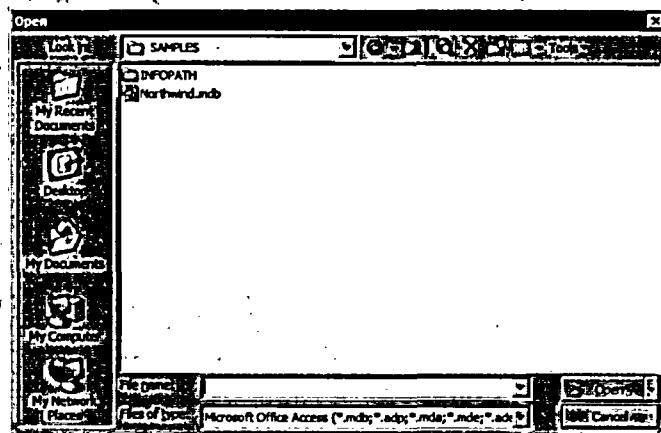 Open
Look in:
SAMPLES
Tools
INFOPATH
Northwind.mdb
My Recent
Documents
Desktop
My Documents
My Computer
My Network
Places
File name:
Open
Files of type:
Microsoft Office Access (*.mdb;*.adp;*.mda;*.mde;*.ade
Cancel